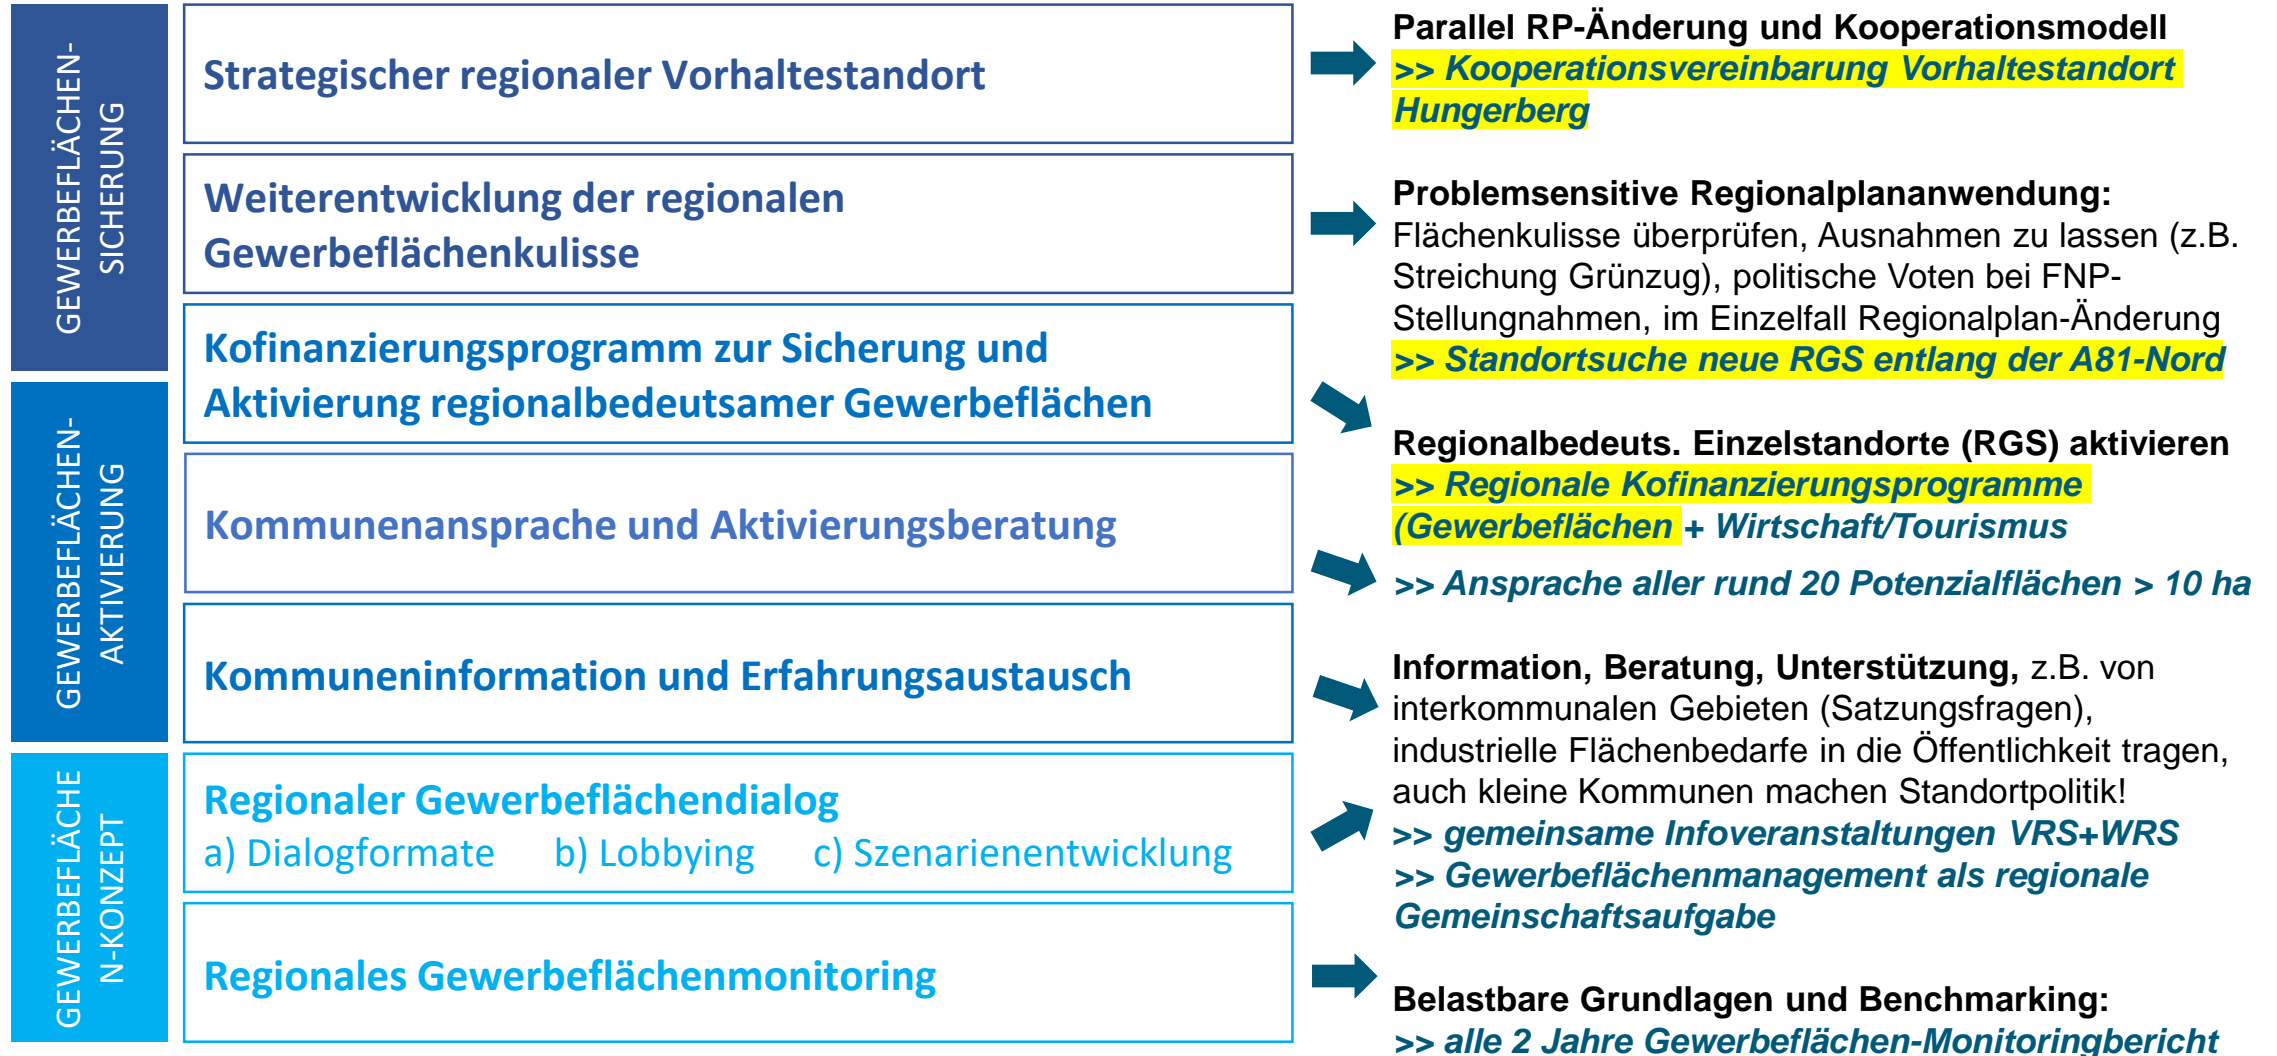 GEWERBEFLÄCHEN-
SICHERUNG
Strategischer regionaler Vorhaltestandort
Weiterentwicklung der regionalen
Gewerbeflächenkulisse
Kofinanzierungsprogramm zur Sicherung und
Aktivierung regionalbedeutsamer Gewerbeflächen
GEWERBEFLÄCHEN-
AKTIVIERUNG
Kommunenansprache und Aktivierungsberatung
Kommuneninformation und Erfahrungsaustausch
GEWERBEFLÄCHE
N-KONZEPT
Regionaler Gewerbeflächendialog
a) Dialogformate b) Lobbying c) Szenarienentwicklung
Regionales Gewerbeflächenmonitoring
Parallel RP-Änderung und Kooperationsmodell
>> Kooperationsvereinbarung Vorhaltestandort
Hungerberg
Problemsensitive Regionalplananwendung:
Flächenkulisse überprüfen, Ausnahmen zu lassen (z.B.
Streichung Grünzug), politische Voten bei FNP-
Stellungnahmen, im Einzelfall Regionalplan-Änderung
>> Standortsuche neue RGS entlang der A81-Nord
Regionalbedeuts. Einzelstandorte (RGS) aktivieren
>> Regionale Kofinanzierungsprogramme
(Gewerbeflächen + Wirtschaft/Tourismus
>> Ansprache aller rund 20 Potenzialflächen > 10 ha
Information, Beratung, Unterstützung, z.B. von
interkommunalen Gebieten (Satzungsfragen),
industrielle Flächenbedarfe in die Öffentlichkeit tragen,
auch kleine Kommunen machen Standortpolitik!
>> gemeinsame Infoveranstaltungen VRS+WRS
>> Gewerbeflächenmanagement als regionale
Gemeinschaftsaufgabe
Belastbare Grundlagen und Benchmarking:
>> alle 2 Jahre Gewerbeflächen-Monitoringbericht